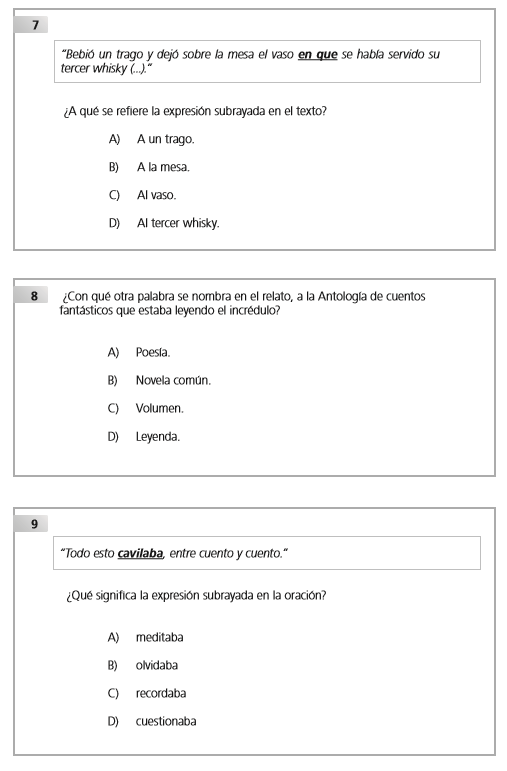 7
“Bebió un trago y dejó sobre la mesa el vaso en que se había servido su
tercer whisky (...).”
¿A qué se refiere la expresión subrayada en el texto?
A) A un trago.
B) A la mesa.
C) Al vaso.
D) Al tercer whisky.
8 ¿Con qué otra palabra se nombra en el relato, a la Antología de cuentos
fantásticos que estaba leyendo el incrédulo?
A) Poesía.
B) Novela común.
C) Volumen.
D) Leyenda.
9
“Todo esto cavilaba, entre cuento y cuento.”
¿Qué significa la expresión subrayada en la oración?
A) meditaba
B) olvidaba
C) recordaba
D) cuestionaba